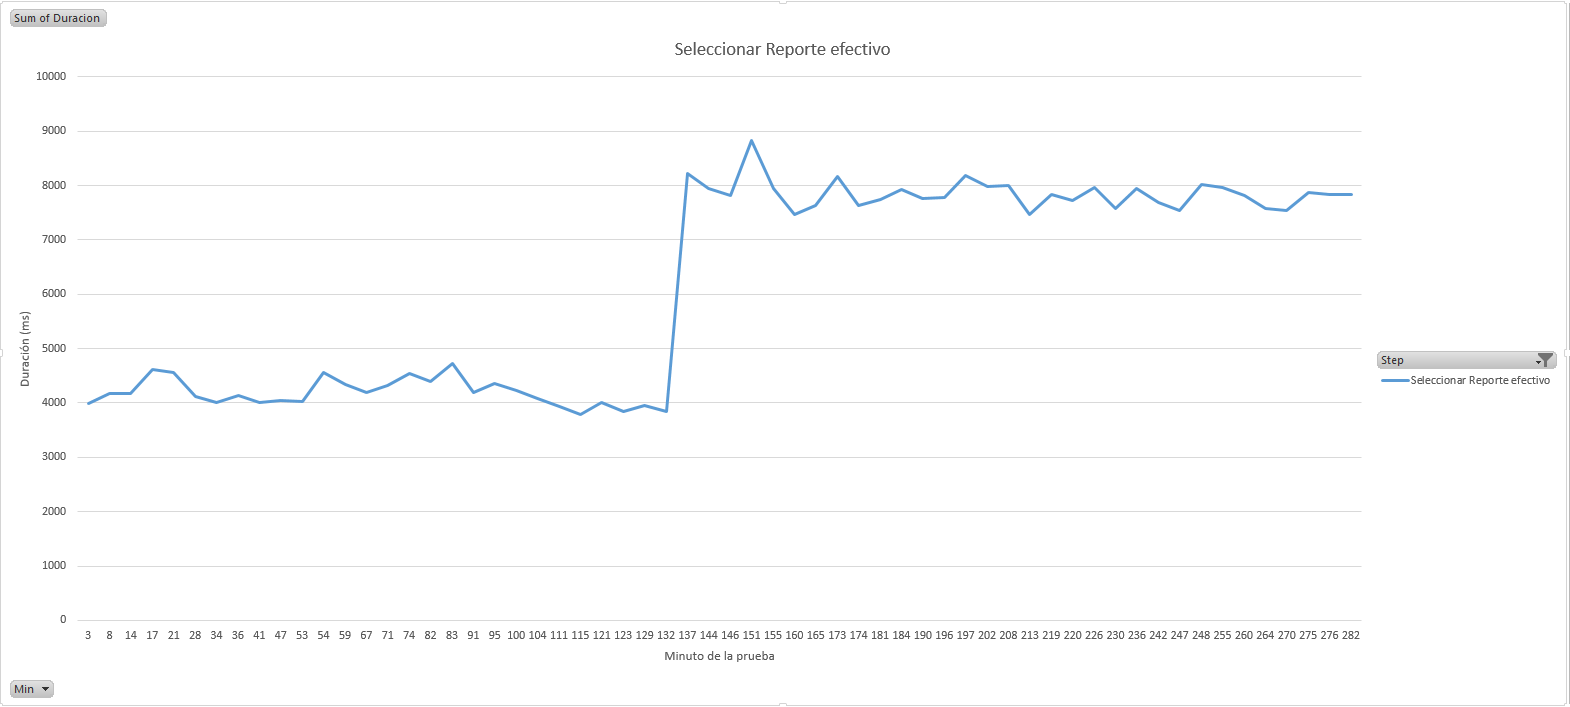 Sum of Duracion
Seleccionar Reporte efectivo
10000
9000
8000
7000
6000
5000
4000
3000
2000
1000
0
Duración (ms)
3 8 14 17 21 28 34 36 41 47 53 54 59 67 71 74 82 83 91 95 100 104 111 115 121 123 129 132 137 144 146 151 155 160 165 173 174 181 184 190 196 197 202 208 213 219 220 226 230 236 242 247 248 255 260 264 270 275 276 282
Minuto de la prueba
Step
Seleccionar Reporte efectivo
Min